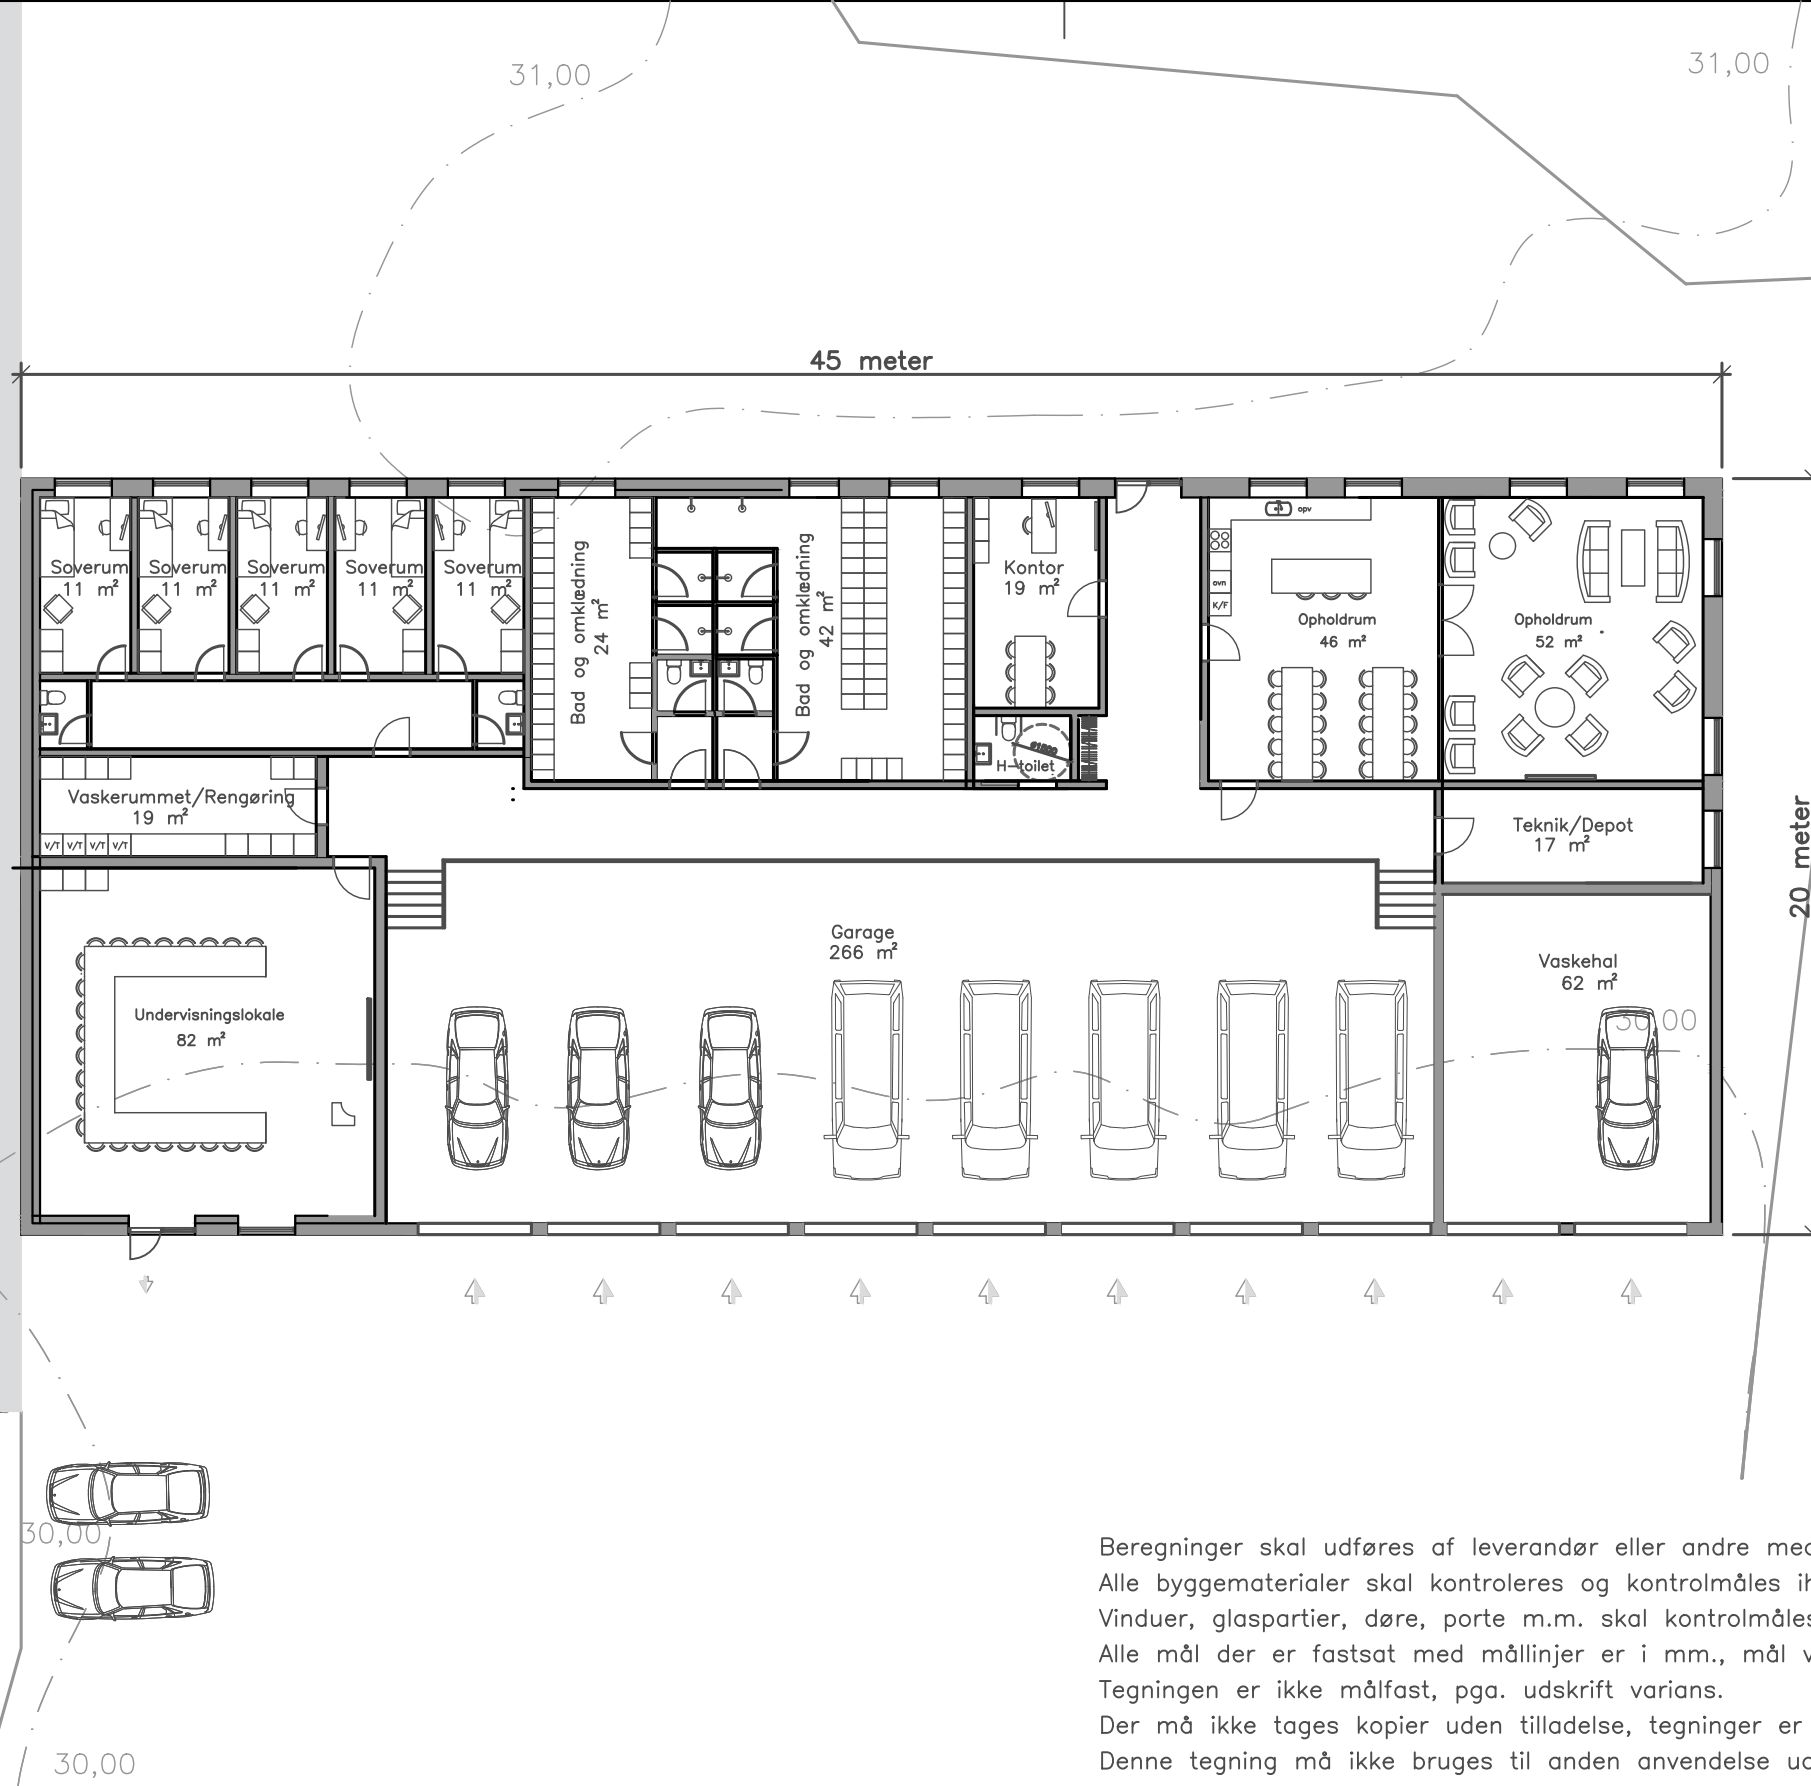 31,00
31,00
45 meter
Soverum
11 m²
Soverum
11 m²
Soverum
11 m²
Soverum
11 m²
Soverum
11 m²
Bad og omklædning
24 m²
Bad og omklædning
42 m²
Kontor
19 m²
opv
ovn
K/F
Opholdrum
46 m²
Opholdrum
52 m²
H-toilet
Vaskerummet/Rengøring
19 m²
V/T V/T V/T V/T
Teknik/Depot
17 m²
20 meter
Garage
266 m²
Vaskehal
62 m²
30,00
Undervisningslokale
82 m²
30,00
30,00
Beregninger skal udføres af leverandør eller andre med
Alle byggematerialer skal kontroleres og kontrolmåles
Vinduer, glaspartier, døre, porte m.m. skal kontrolmåles
Alle mål der er fastsat med mållinjer er i mm., mål
Tegningen er ikke målfast, pga. udskrift varians.
Der må ikke tages kopier uden tilladelse, tegninger er
Denne tegning må ikke bruges til anden anvendelse